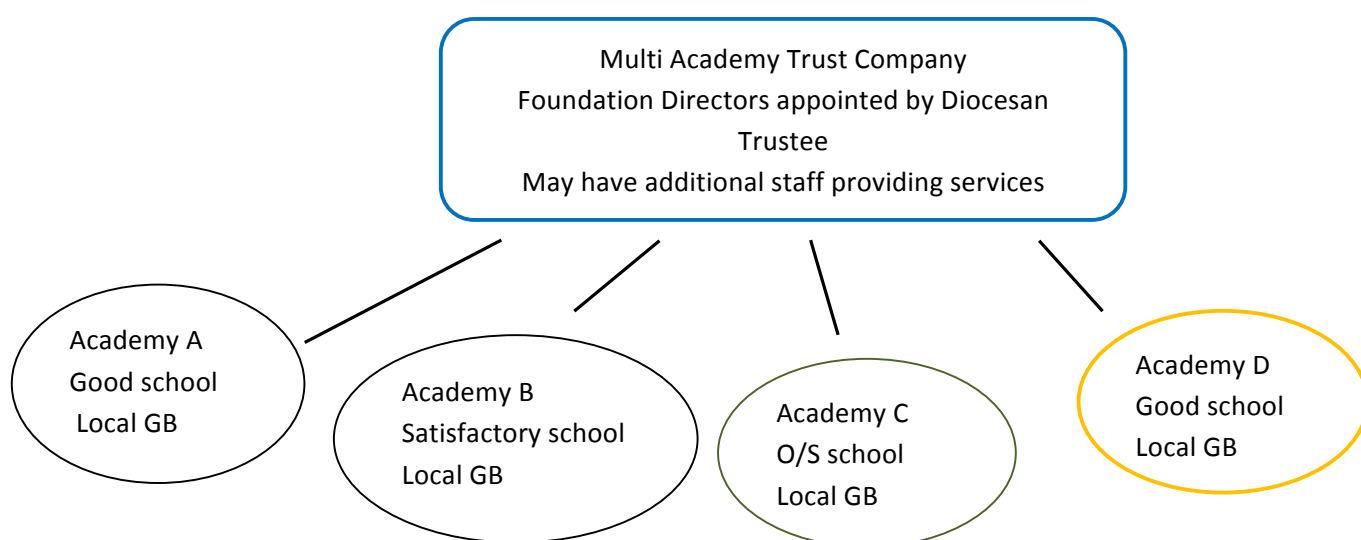 Multi Academy Trust Company
Foundation Directors appointed by Diocesan
Trustee
May have additional staff providing services
Academy A
Good school
Local GB
Academy B
Satisfactory school
Local GB
Academy C
O/S school
Local GB
Academy D
Good school
Local GB